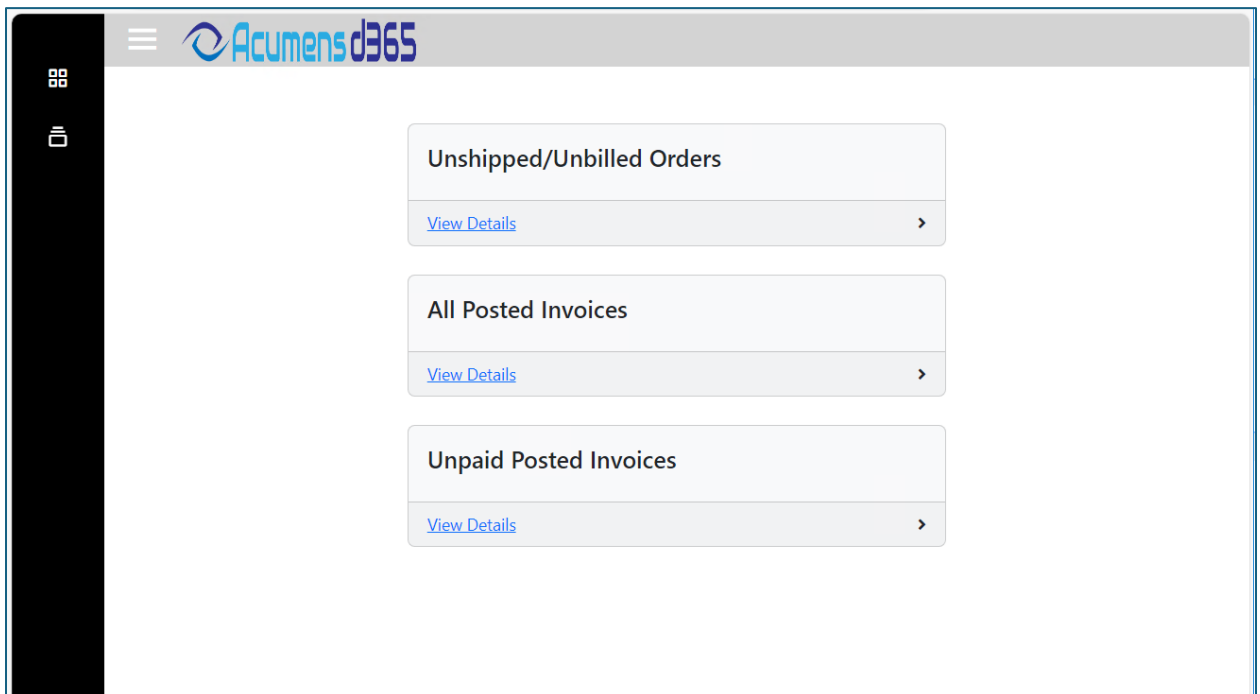 Acumens d365
Unshipped/Unbilled Orders
View Details
All Posted Invoices
View Details
Unpaid Posted Invoices
View Details